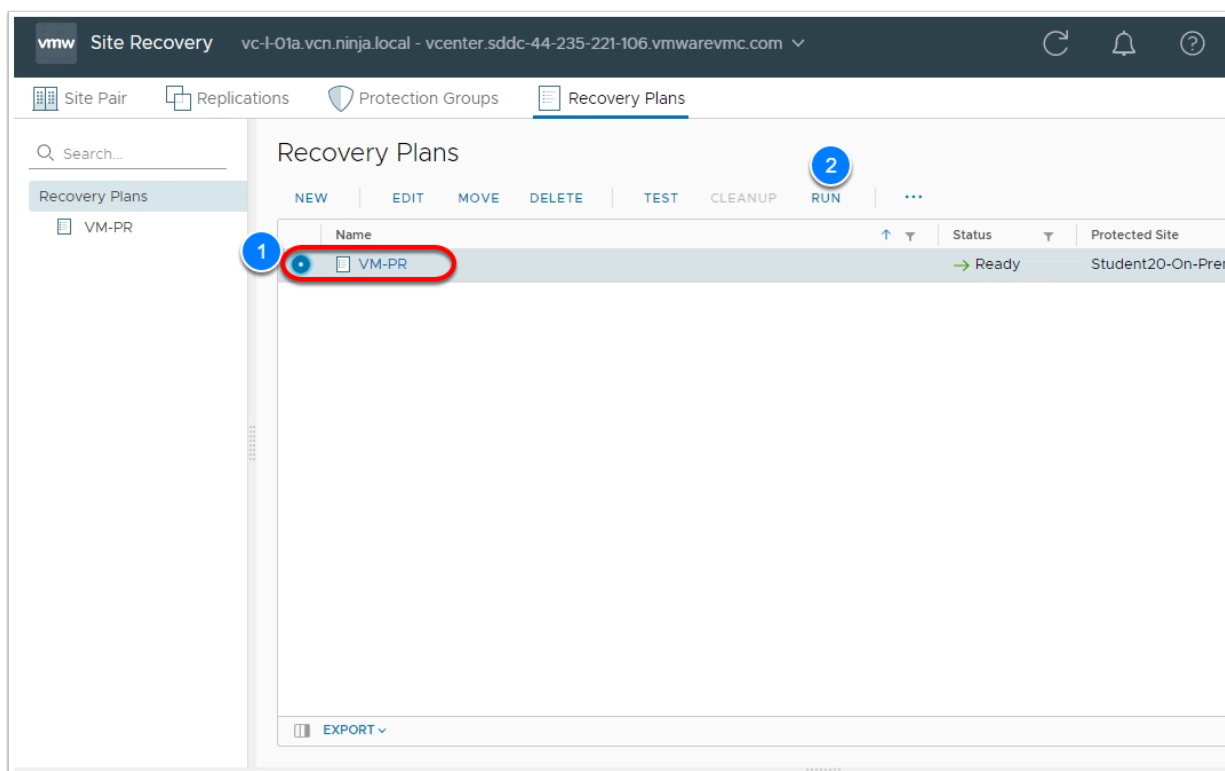 vmw Site Recovery vc-l-01a.vcn.ninja.local - vcenter.sddc-44-235-221-106.vmwarevmc.com
Site Pair Replications Protection Groups Recovery Plans
Search...
Recovery Plans
VM-PR
Recovery Plans
2
NEW EDIT MOVE DELETE TEST CLEANUP RUN ...
Name Status Protected Site
1
VM-PR Ready Student20-On-Prer
EXPORT